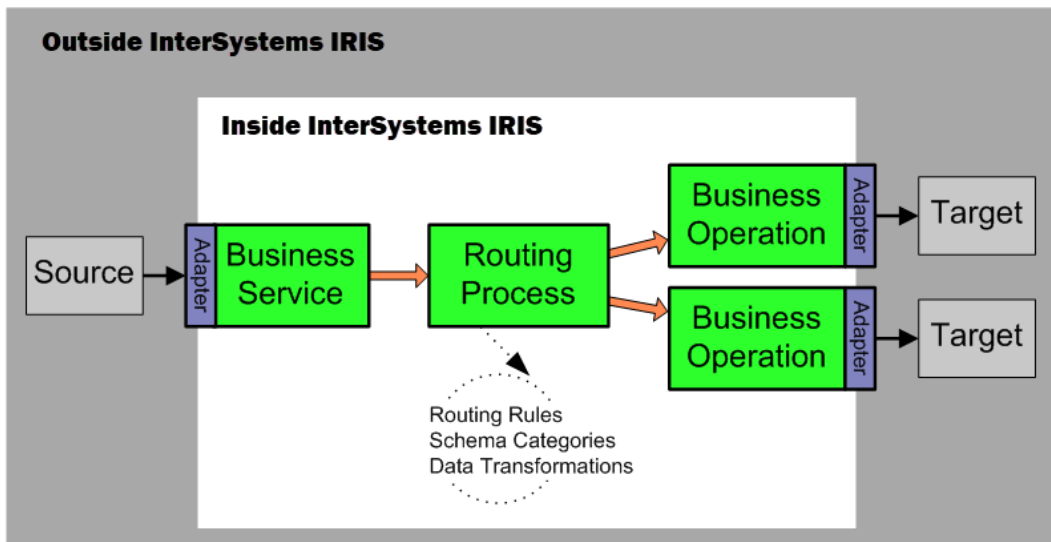 Outside InterSystems IRIS
Inside InterSystems IRIS
Source
Adapter
Business
Service
Routing
Process
Business
Operation
Adapter
Target
Business
Operation
Adapter
Target
Routing Rules
Schema Categories
Data Transformations